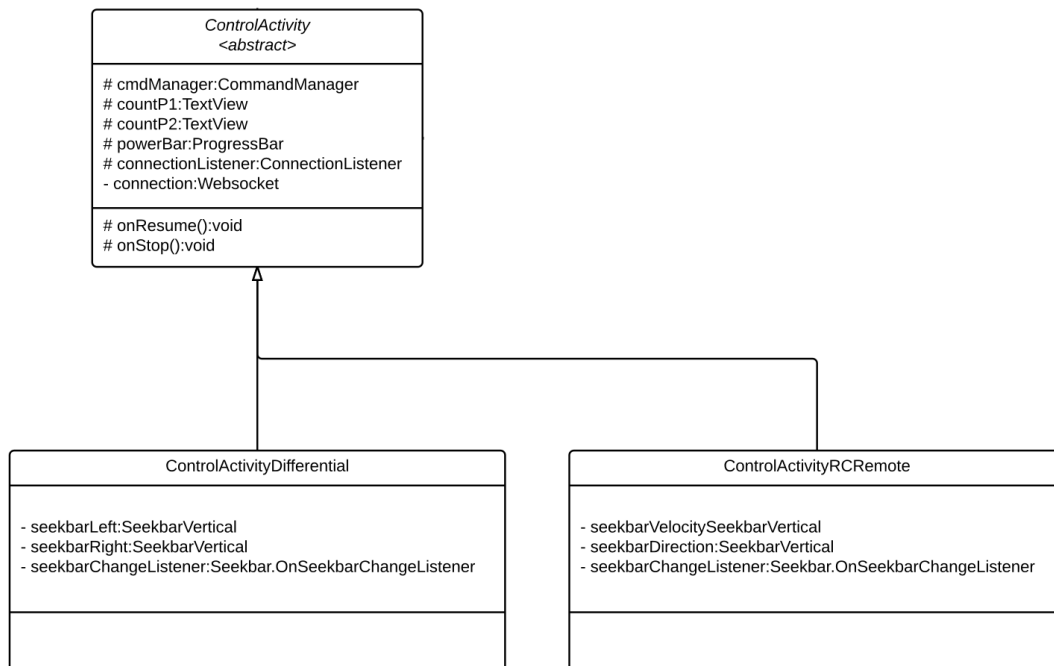 ControlActivity
<abstract>
# cmdManager:CommandManager
# countP1:TextView
# countP2:TextView
# powerBar:ProgressBar
# connectionListener:ConnectionListener
- connection:Websocket
# onResume():void
# onStop():void
ControlActivityDifferential
- seekbarLeft:SeekbarVertical
- seekbarRight:SeekbarVertical
- seekbarChangeListener:Seekbar.OnSeekbarChangeListener
ControlActivityRCRemote
- seekbarVelocitySeekbarVertical
- seekbarDirection:SeekbarVertical
- seekbarChangeListener:Seekbar.OnSeekbarChangeListener